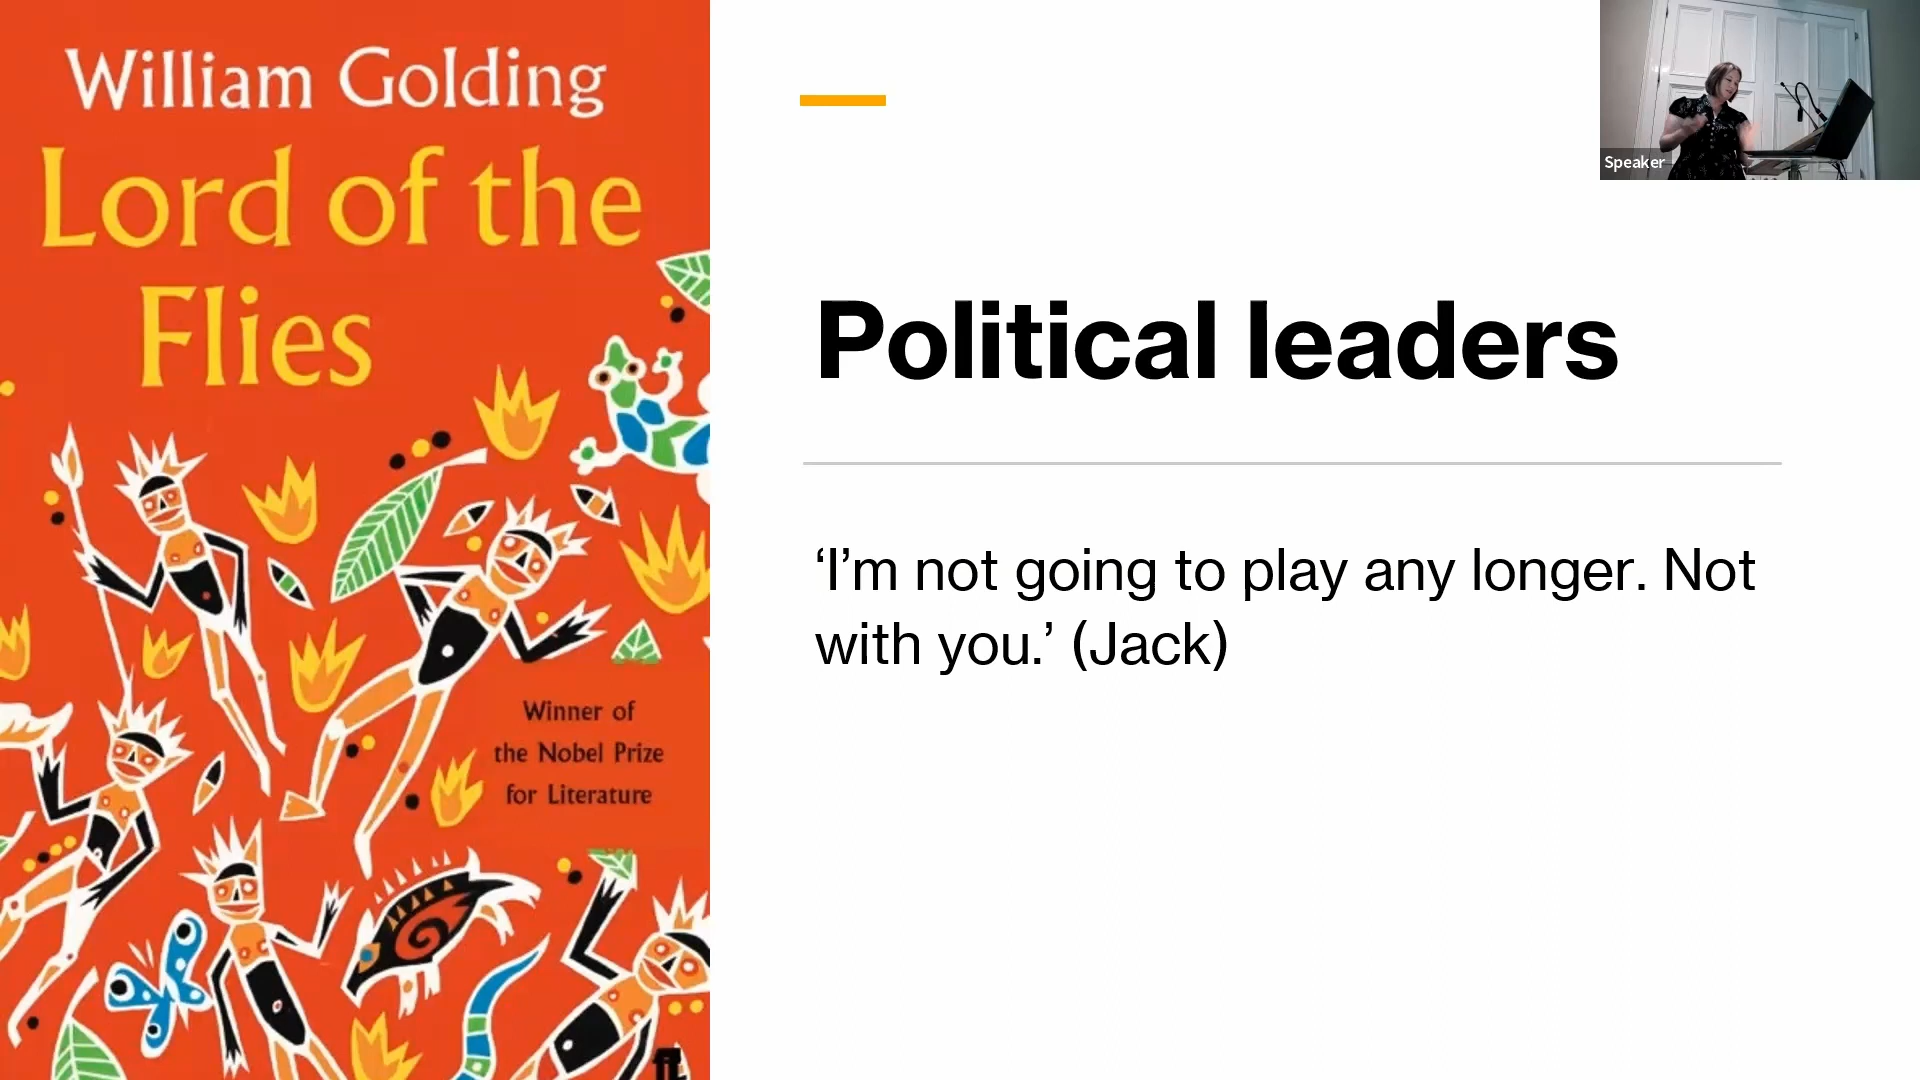 William Golding
Lord of the
Flies
Winner of
the Nobel Prize
for Literature
Political leaders
‘I’m not going to play any longer. Not
with you.’ (Jack)
Speaker